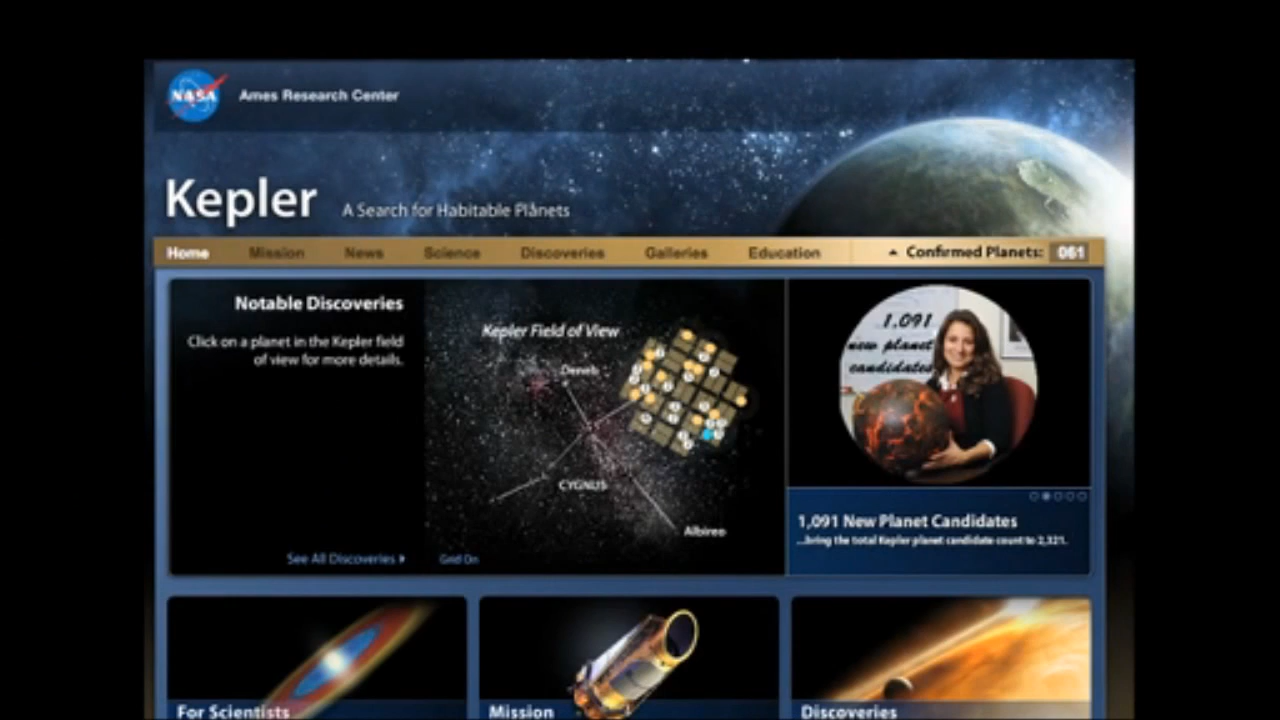 NASA
Ames Research Center
Kepler
A Search for Habitable Planets
Home Mission News Science Discoveries Galleries Education Confirmed Planets: 061
Notable Discoveries
Click on a planet in the Kepler field
of view for more details.
See All Discoveries
Kepler Field of View
Deneb
CYGNUS
Albireo
Grid On
1,091
new planet
candidates
1,091 New Planet Candidates
...bring the total Kepler planet candidate count to 2,321.
For Scientists
Mission
Discoveries